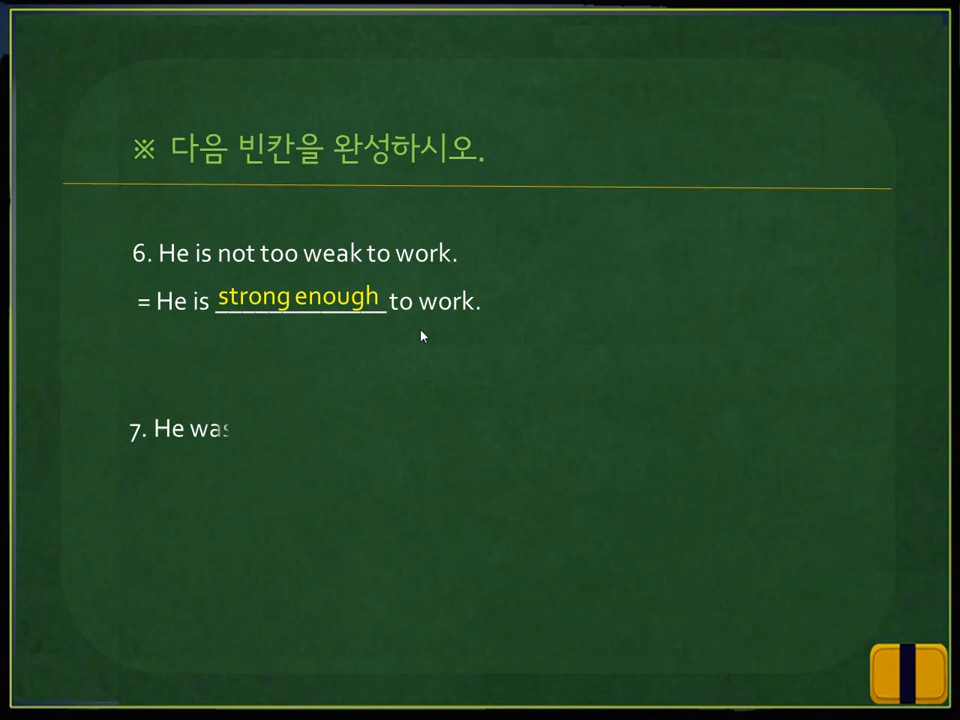 ※ 다음 빈칸을 완성하시오.
6. He is not too weak to work.
= He is strong enough to work.
7. He was